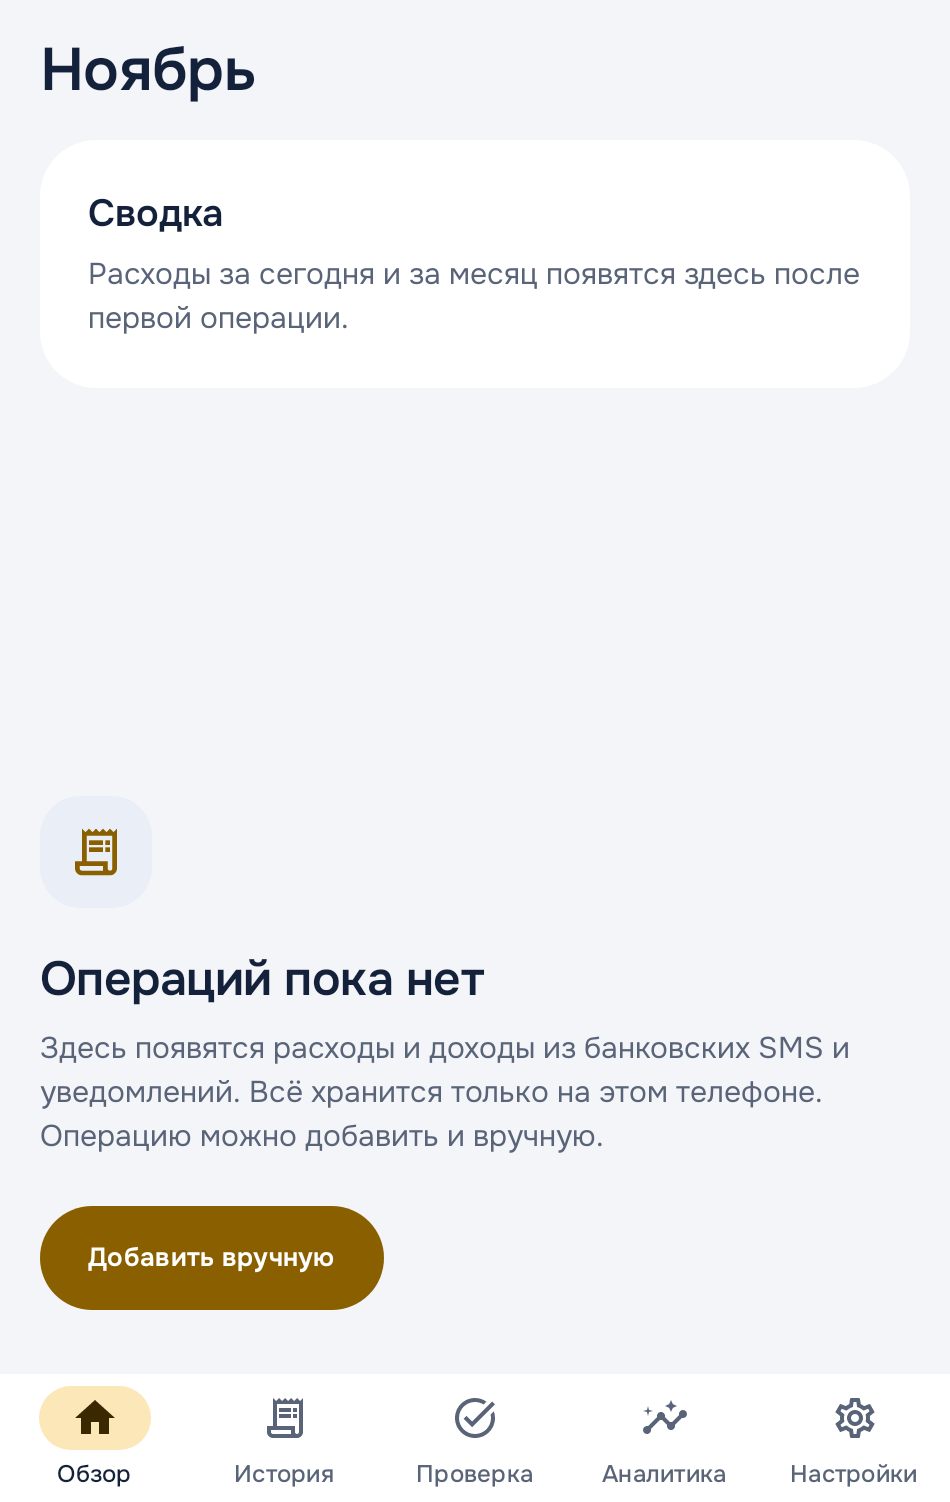 Ноябрь
Сводка
Расходы за сегодня и за месяц появятся здесь после
первой операции.
Операций пока нет
Здесь появятся расходы и доходы из банковских SMS и
уведомлений. Всё хранится только на этом телефоне.
Операцию можно добавить и вручную.
Добавить вручную
Обзор
История
Проверка
Аналитика
Настройки